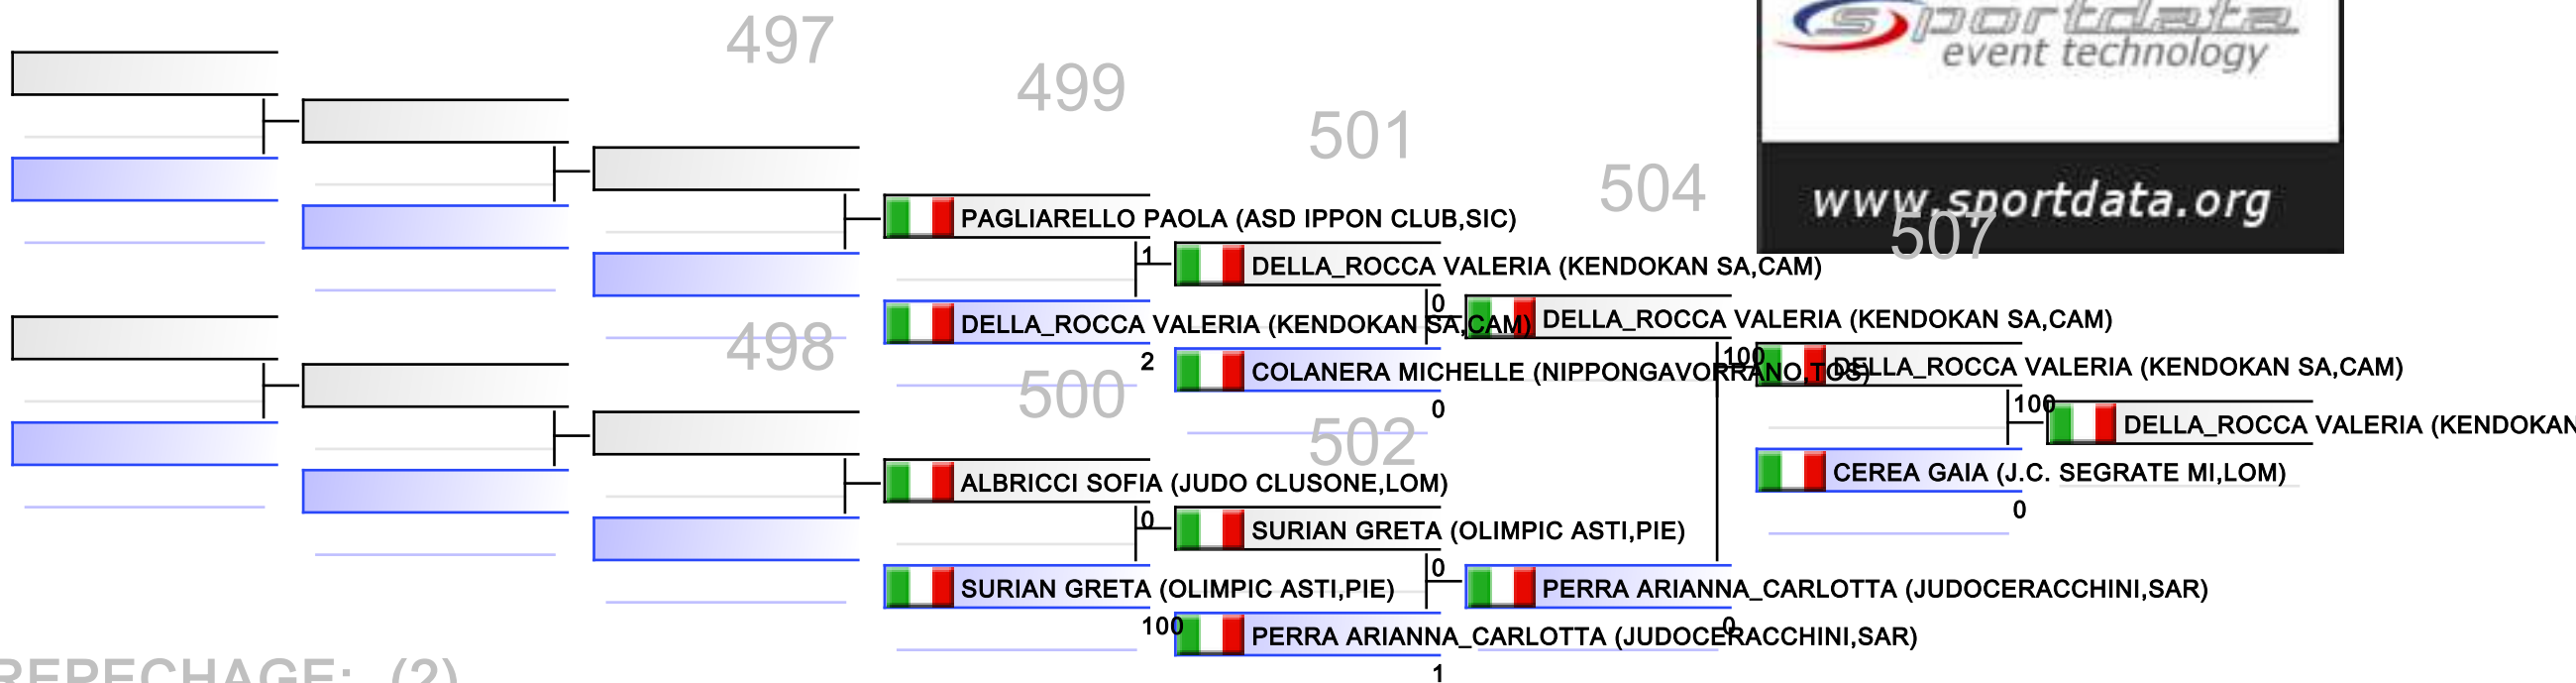 sportdata
event technology
www.sportdata.org
497
499
501
504
507
PAGLIARELLO PAOLA (ASD IPPON CLUB,SIC)
1
DELLA_ROCCA VALERIA (KENDOKAN SA,CAM)
0
DELLA_ROCCA VALERIA (KENDOKAN SA,CAM)
DELLA_ROCCA VALERIA (KENDOKAN SA,CAM)
498
2
COLANERA MICHELLE (NIPPONGAVORRANO,TOS)
100
DELLA_ROCCA VALERIA (KENDOKAN SA,CAM)
500
0
502
100
DELLA_ROCCA VALERIA (KENDOKAN
ALBRICCI SOFIA (JUDO CLUSONE,LOM)
CEREA GAIA (J.C. SEGRATE MI,LOM)
0
0
SURIAN GRETA (OLIMPIC ASTI,PIE)
0
SURIAN GRETA (OLIMPIC ASTI,PIE)
PERRA ARIANNA_CARLOTTA (JUDOCERACCHINI,SAR)
100
PERRA ARIANNA_CARLOTTA (JUDOCERACCHINI,SAR)
0
1
REPECHAGE: (2)